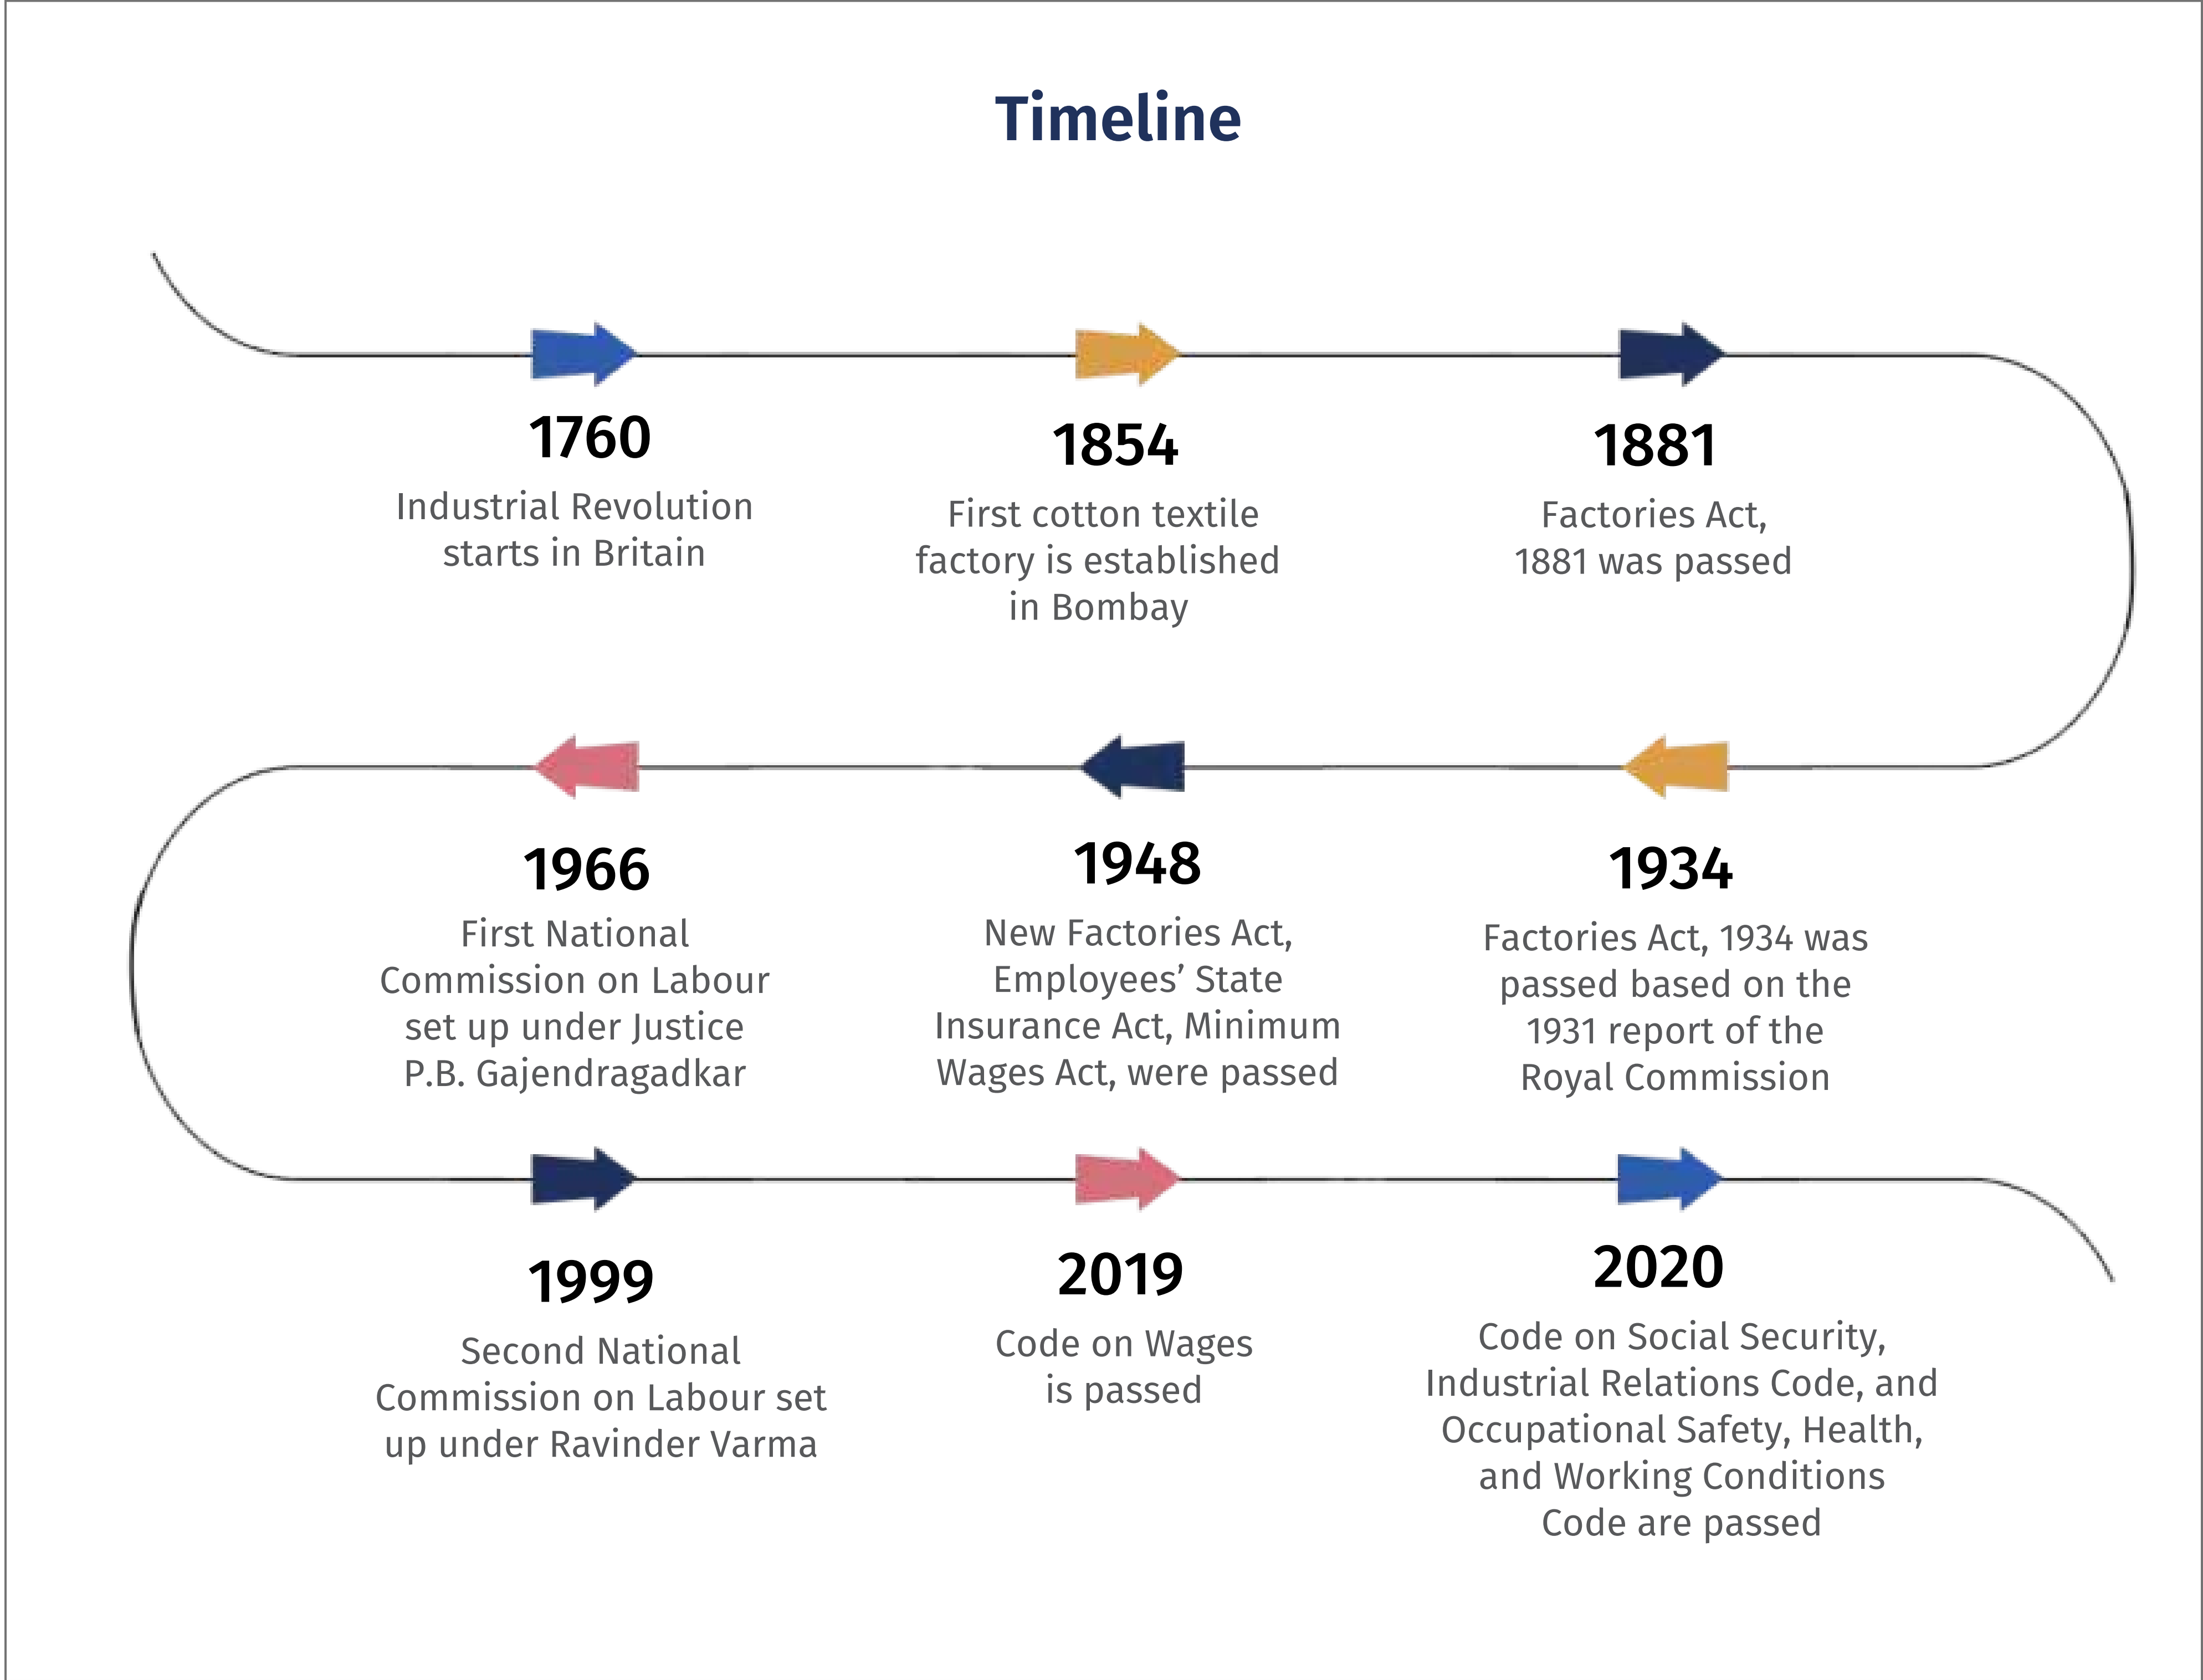 Timeline
1760
Industrial Revolution
starts in Britain
1854
First cotton textile
factory is established
in Bombay
1881
Factories Act,
1881 was passed
1934
Factories Act, 1934 was
passed based on the
1931 report of the
Royal Commission
1948
New Factories Act,
Employees’ State
Insurance Act, Minimum
Wages Act, were passed
1966
First National
Commission on Labour
set up under Justice
P.B. Gajendragadkar
1999
Second National
Commission on Labour set
up under Ravinder Varma
2019
Code on Wages
is passed
2020
Code on Social Security,
Industrial Relations Code, and
Occupational Safety, Health,
and Working Conditions
Code are passed